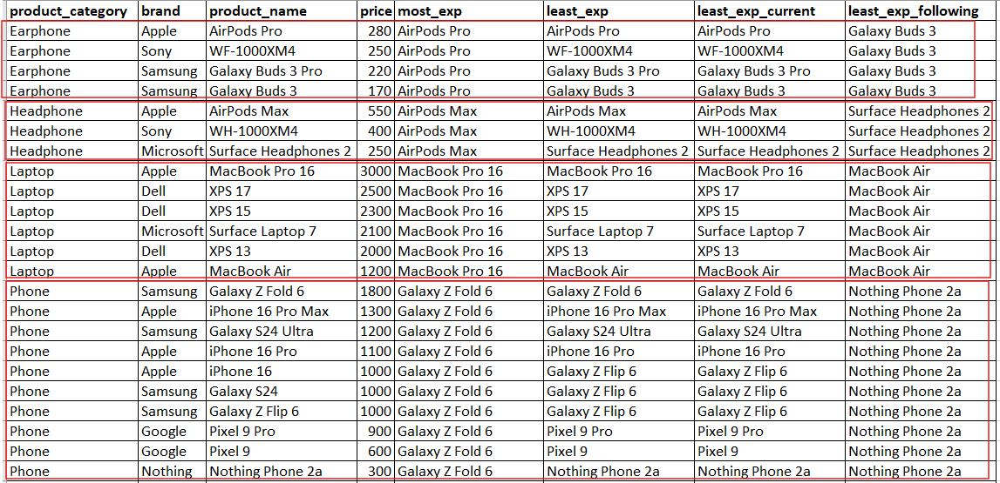 product_category brand product_name price most_exp least_exp least_exp_current least_exp_following
Earphone Apple AirPods Pro 280 AirPods Pro AirPods Pro AirPods Pro Galaxy Buds 3
Earphone Sony WF-1000XM4 250 AirPods Pro WF-1000XM4 WF-1000XM4 Galaxy Buds 3
Earphone Samsung Galaxy Buds 3 Pro 220 AirPods Pro Galaxy Buds 3 Pro Galaxy Buds 3 Pro Galaxy Buds 3
Earphone Samsung Galaxy Buds 3 170 AirPods Pro Galaxy Buds 3 Galaxy Buds 3 Galaxy Buds 3
Headphone Apple AirPods Max 550 AirPods Max AirPods Max AirPods Max Surface Headphones 2
Headphone Sony WH-1000XM4 400 AirPods Max WH-1000XM4 WH-1000XM4 Surface Headphones 2
Headphone Microsoft Surface Headphones 2 250 AirPods Max Surface Headphones 2 Surface Headphones 2 Surface Headphones 2
Laptop Apple MacBook Pro 16 3000 MacBook Pro 16 MacBook Pro 16 MacBook Pro 16 MacBook Air
Laptop Dell XPS 17 2500 MacBook Pro 16 XPS 17 XPS 17 MacBook Air
Laptop Dell XPS 15 2300 MacBook Pro 16 XPS 15 XPS 15 MacBook Air
Laptop Microsoft Surface Laptop 7 2100 MacBook Pro 16 Surface Laptop 7 Surface Laptop 7 MacBook Air
Laptop Dell XPS 13 2000 MacBook Pro 16 XPS 13 XPS 13 MacBook Air
Laptop Apple MacBook Air 1200 MacBook Pro 16 MacBook Air MacBook Air MacBook Air
Phone Samsung Galaxy Z Fold 6 1800 Galaxy Z Fold 6 Galaxy Z Fold 6 Galaxy Z Fold 6 Nothing Phone 2a
Phone Apple iPhone 16 Pro Max 1300 Galaxy Z Fold 6 iPhone 16 Pro Max iPhone 16 Pro Max Nothing Phone 2a
Phone Samsung Galaxy S24 Ultra 1200 Galaxy Z Fold 6 Galaxy S24 Ultra Galaxy S24 Ultra Nothing Phone 2a
Phone Apple iPhone 16 Pro 1100 Galaxy Z Fold 6 iPhone 16 Pro iPhone 16 Pro Nothing Phone 2a
Phone Apple iPhone 16 1000 Galaxy Z Fold 6 Galaxy Z Flip 6 Galaxy Z Flip 6 Nothing Phone 2a
Phone Samsung Galaxy S24 1000 Galaxy Z Fold 6 Galaxy Z Flip 6 Galaxy Z Flip 6 Nothing Phone 2a
Phone Samsung Galaxy Z Flip 6 1000 Galaxy Z Fold 6 Galaxy Z Flip 6 Galaxy Z Flip 6 Nothing Phone 2a
Phone Google Pixel 9 Pro 900 Galaxy Z Fold 6 Pixel 9 Pro Pixel 9 Pro Nothing Phone 2a
Phone Google Pixel 9 600 Galaxy Z Fold 6 Pixel 9 Pixel 9 Nothing Phone 2a
Phone Nothing Nothing Phone 2a 300 Galaxy Z Fold 6 Nothing Phone 2a Nothing Phone 2a Nothing Phone 2a